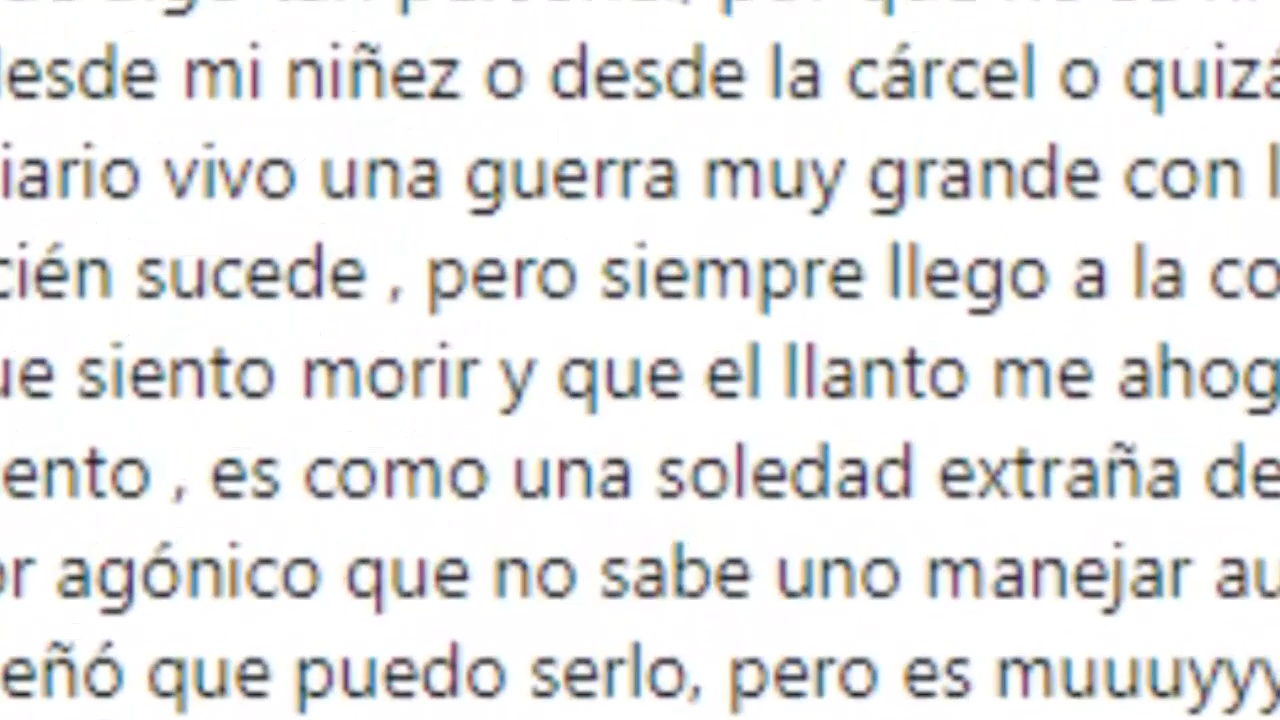 desde mi niñez o desde la cárcel o quizá
iario vivo una guerra muy grande con l
cién sucede , pero siempre llego a la co
ue siento morir y que el llanto me ahog
ento , es como una soledad extraña de
or agónico que no sabe uno manejar au
eñó que puedo serlo, pero es muuuyyy